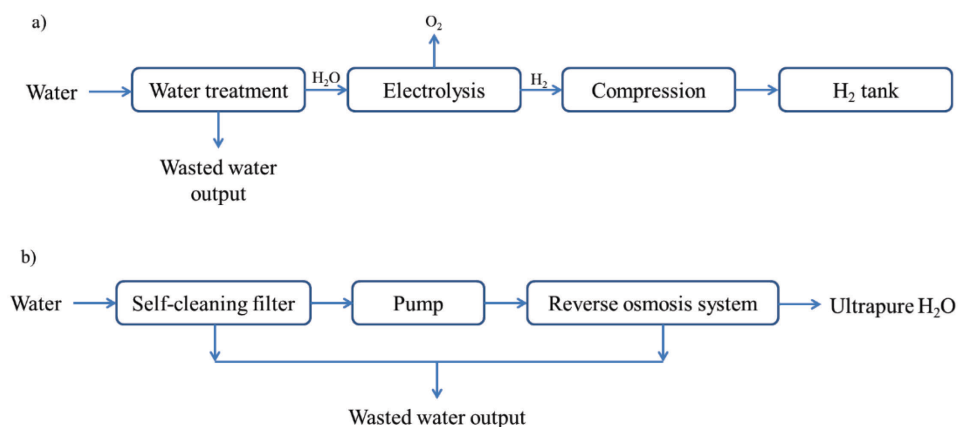 a)
O₂
Water
Water treatment
H₂O
Electrolysis
H₂
Compression
H₂ tank
Wasted water
output
b)
Water
Self-cleaning filter
Pump
Reverse osmosis system
Ultrapure H₂O
Wasted water output